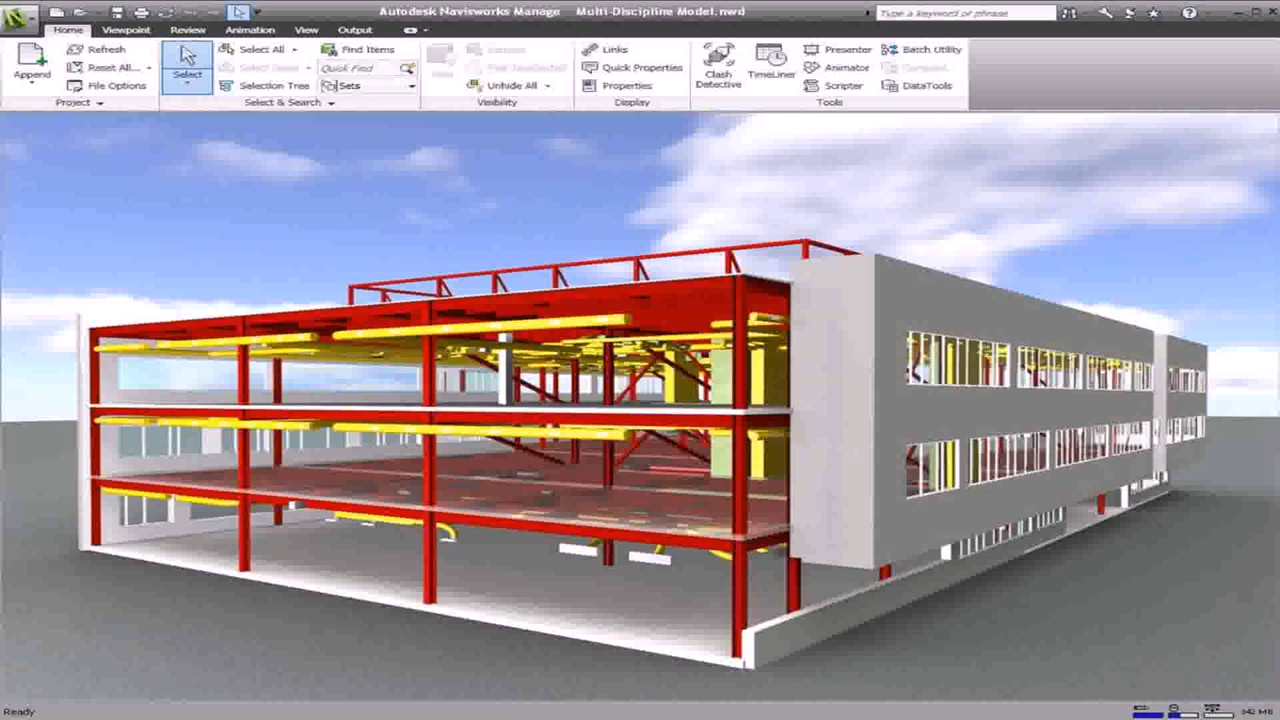 Autodesk Navisworks Manage Multi-Discipline Model.nwd
Type a keyword or phrase
Home Viewpoint Review Animation View Output
Append
Refresh
Reset All...
File Options
Project
Select
Select All
Selection Tree
Find Items
Quick Find
Sets
Select & Search
Unhide All
Visibility
Links
Quick Properties
Properties
Display
Clash Detective
TimeLiner
Presenter
Animator
Scripter
Batch Utility
DataTools
Tools
Ready